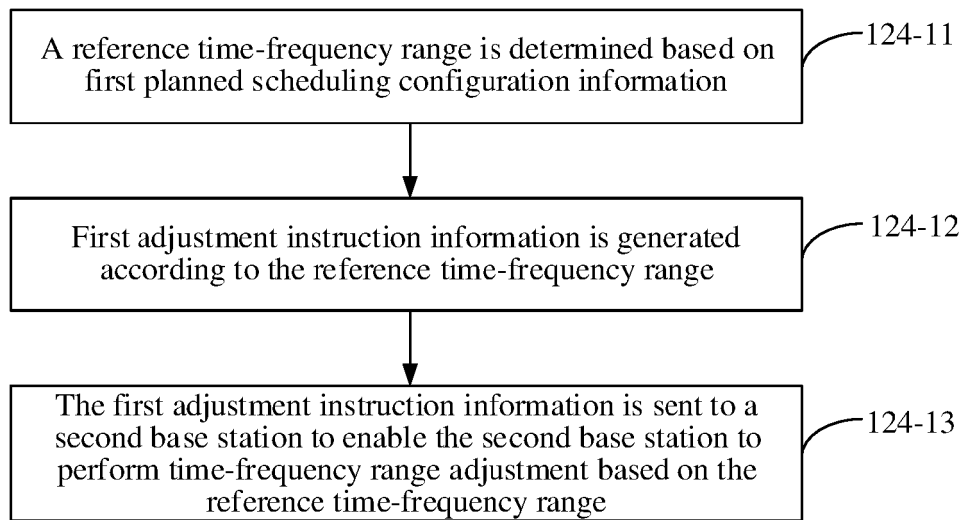 A reference time-frequency range is determined based on
first planned scheduling configuration information
124-11
First adjustment instruction information is generated
according to the reference time-frequency range
124-12
The first adjustment instruction information is sent to a
second base station to enable the second base station to
perform time-frequency range adjustment based on the
reference time-frequency range
124-13